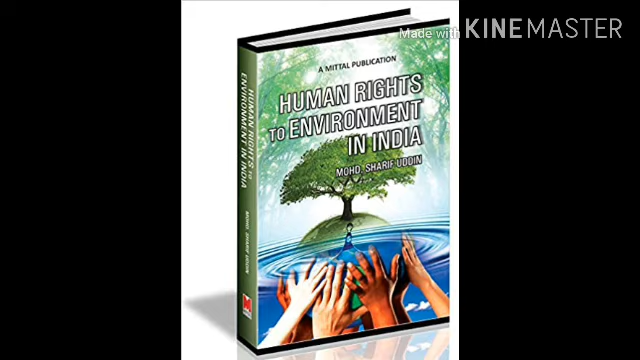 Made with KINEMASTER
A MITTAL PUBLICATION
HUMAN RIGHTS
TO ENVIRONMENT
IN INDIA
MOHD. SHARIF UDDIN
HUMAN RIGHTS TO
ENVIRONMENT IN INDIA
MOHD. SHARIF UDDIN